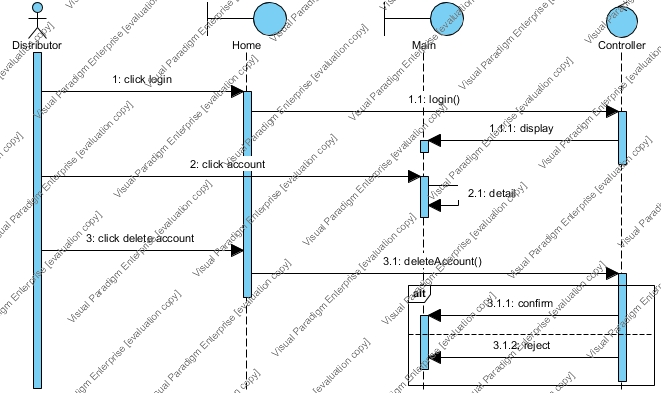 Distributor
Home
Main
Controller
1: click login
1.1: login()
1.1.1: display
2: click account
2.1: detail
3: click delete account
3.1: deleteAccount()
alt
3.1.1: confirm
3.1.2: reject
Visual Paradigm Enterprise [evaluation copy]